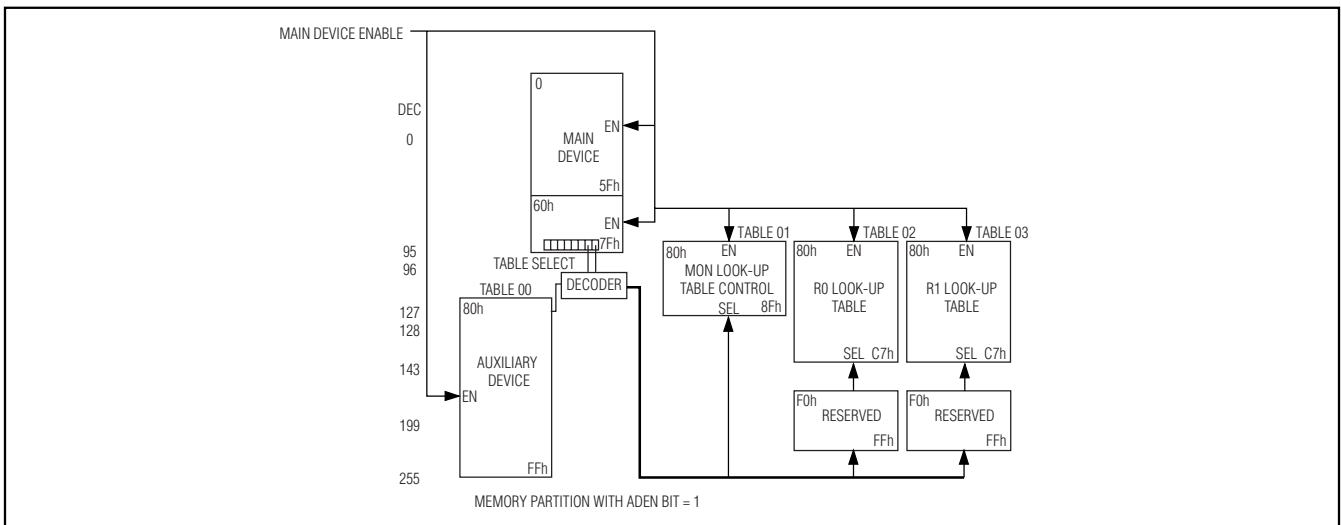 MAIN DEVICE ENABLE
0
DEC
EN
0
MAIN
DEVICE
5Fh
60h
EN
TABLE 01
TABLE 02
TABLE 03
7Fh
80h
EN
80h
EN
80h
EN
95
TABLE SELECT
MON LOOK-UP
TABLE CONTROL
96
DECODER
R0 LOOK-UP
TABLE
R1 LOOK-UP
TABLE
TABLE 00
80h
SEL
8Fh
127
128
SEL C7h
SEL C7h
143
AUXILIARY
DEVICE
EN
F0h
RESERVED
FFh
F0h
RESERVED
FFh
199
FFh
255
MEMORY PARTITION WITH ADEN BIT = 1